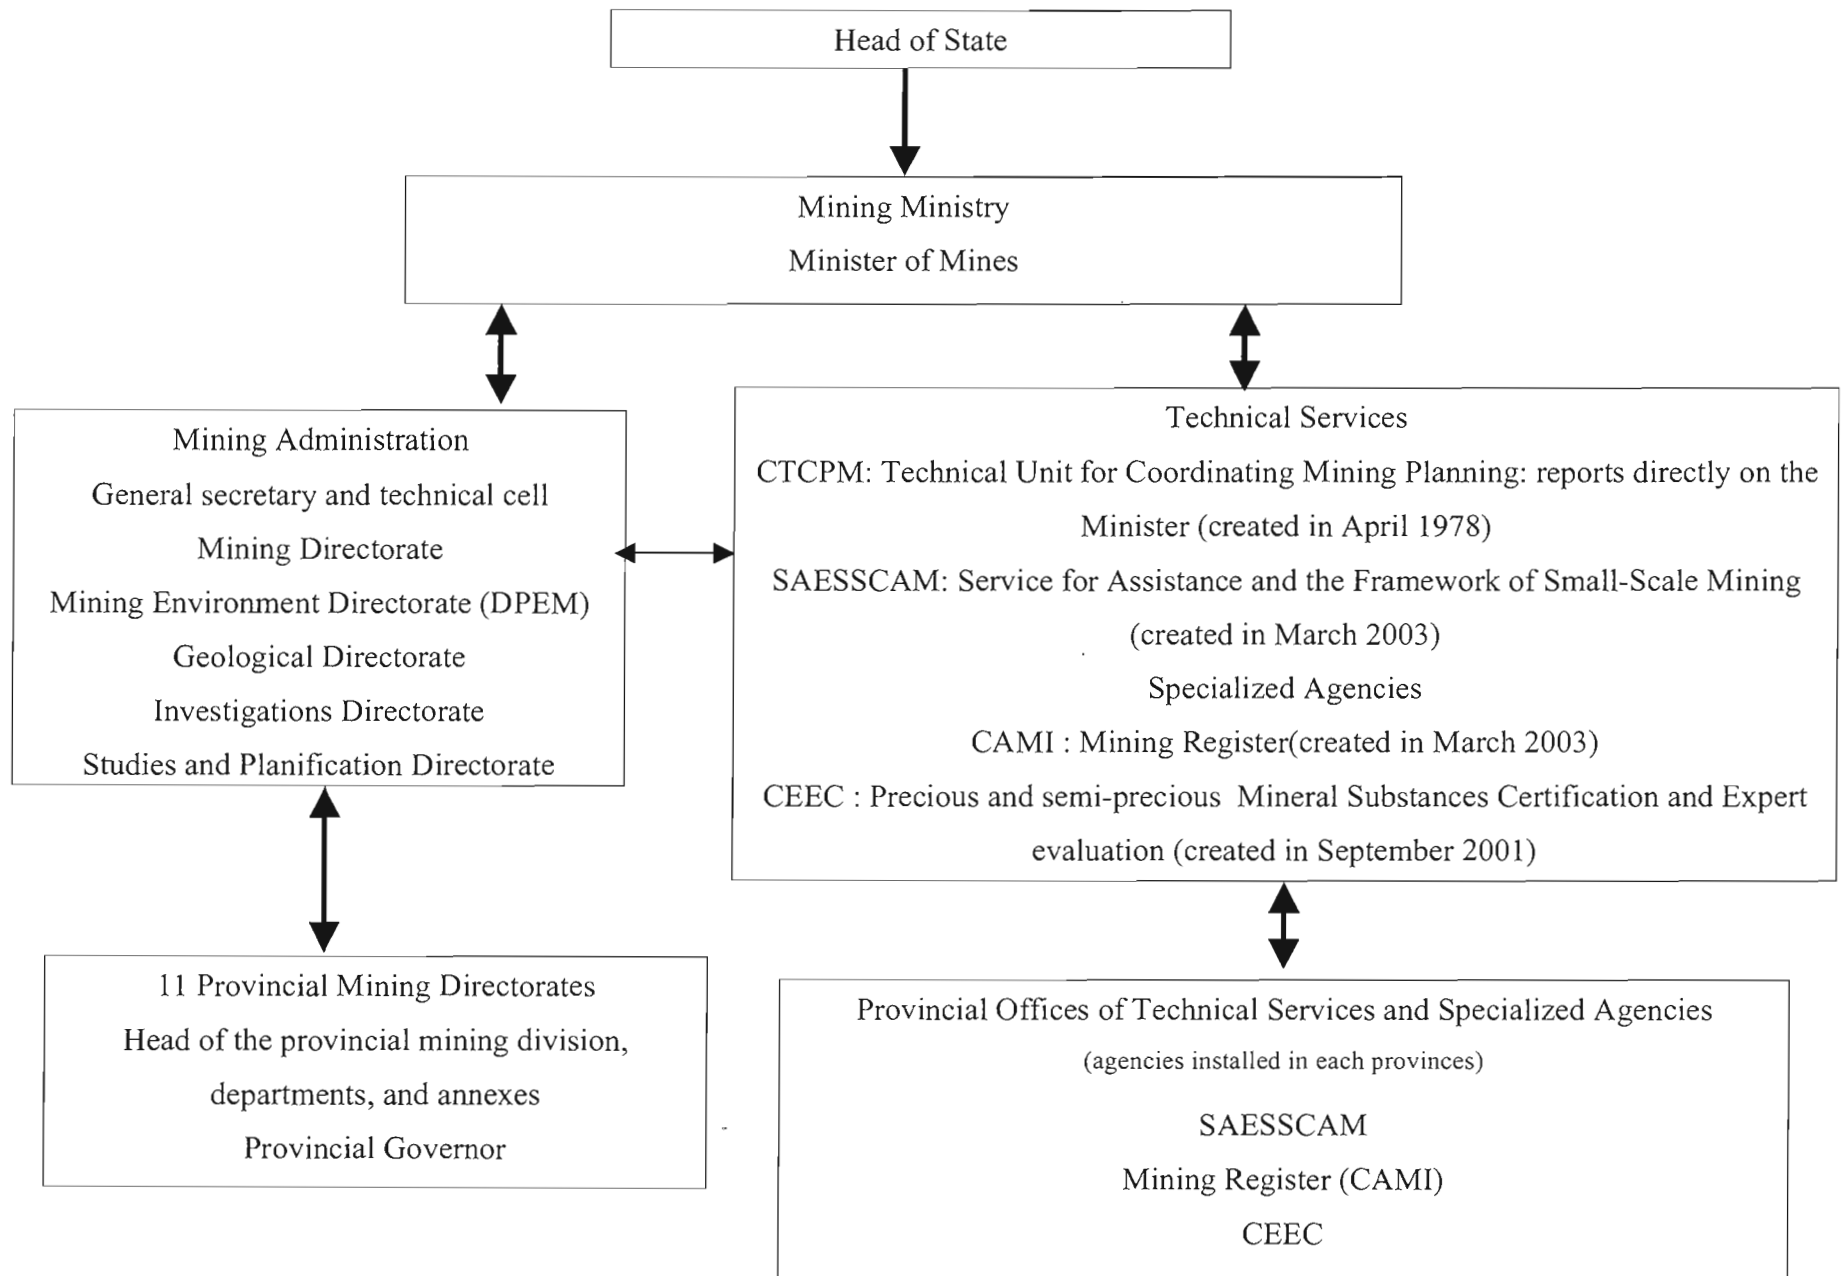 Head of State
Mining Ministry
Minister of Mines
Mining Administration
General secretary and technical cell
Mining Directorate
Mining Environment Directorate (DPEM)
Geological Directorate
Investigations Directorate
Studies and Planification Directorate
Technical Services
CTCPM: Technical Unit for Coordinating Mining Planning: reports directly on the
Minister (created in April 1978)
SAESSCAM: Service for Assistance and the Framework of Small-Scale Mining
(created in March 2003)
Specialized Agencies
CAMI : Mining Register(created in March 2003)
CEEC : Precious and semi-precious Mineral Substances Certification and Expert
evaluation (created in September 2001)
11 Provincial Mining Directorates
Head of the provincial mining division,
departments, and annexes
Provincial Governor
Provincial Offices of Technical Services and Specialized Agencies
(agencies installed in each provinces)
SAESSCAM
Mining Register (CAMI)
CEEC